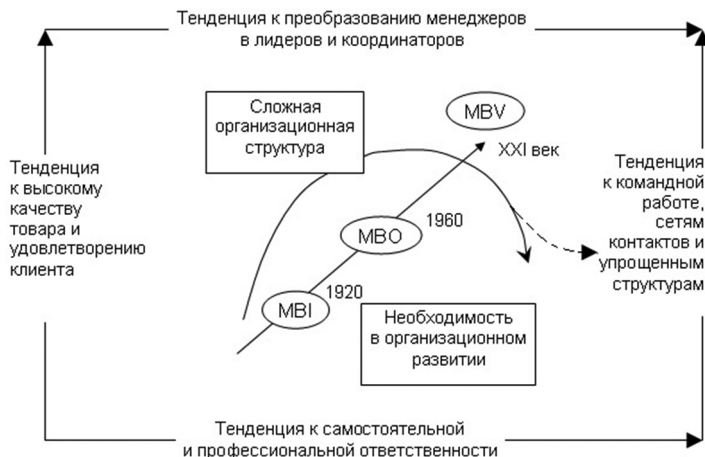 Тенденция к преобразованию менеджеров
в лидеров и координаторов
Сложная
организационная
структура
MBV
XXI век
Тенденция
к высокому
качеству
товара и
удовлетворению
клиента
Тенденция
к командной
работе,
сетям
контактов и
упрощенным
структурам
MBO
1960
MBI
1920
Необходимость
в организационном
развитии
Тенденция к самостоятельной
и профессиональной ответственности